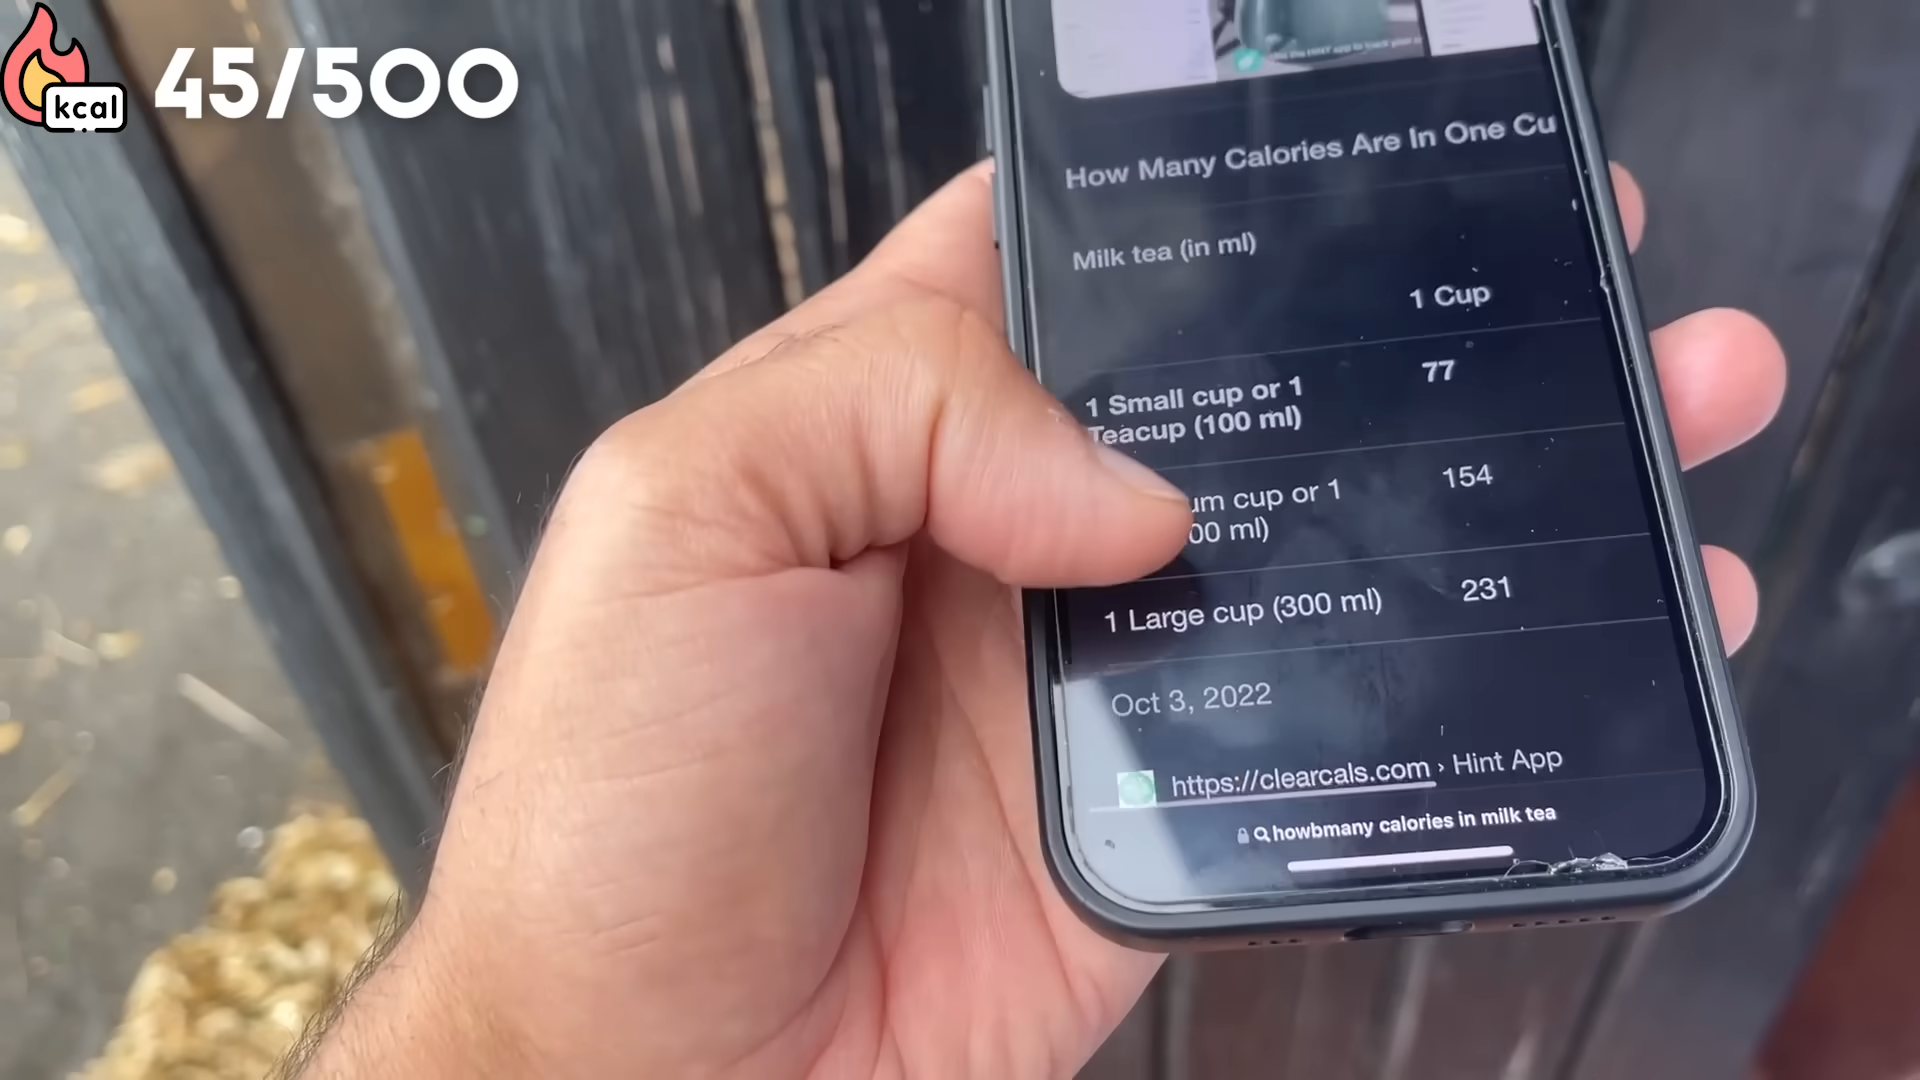 kcal
45/500
How Many Calories Are In One Cu
Milk tea (in ml)
1 Cup
1 Small cup or 1
Teacup (100 ml)
77
um cup or 1
00 ml)
154
1 Large cup (300 ml)
231
Oct 3, 2022
https://clearcals.com › Hint App
howbmany calories in milk tea